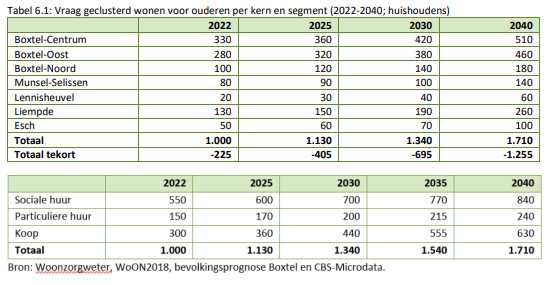 Tabel 6.1: Vraag geclusterd wonen voor ouderen per kern en segment (2022-2040; huishoudens)
2022 2025 2030 2040
Boxtel-Centrum 330 360 420 510
Boxtel-Oost 280 320 380 460
Boxtel-Noord 100 120 140 180
Munsel-Selissen 80 90 100 140
Lennisheuvel 20 30 40 60
Liempde 130 150 190 260
Esch 50 60 70 100
Totaal 1.000 1.130 1.340 1.710
Totaal tekort -225 -405 -695 -1.255
2022 2025 2030 2035 2040
Sociale huur 550 600 700 770 840
Particuliere huur 150 170 200 215 240
Koop 300 360 440 555 630
Totaal 1.000 1.130 1.340 1.540 1.710
Bron: Woonzorgweter, WoON2018, bevolkingsprognose Boxtel en CBS-Microdata.